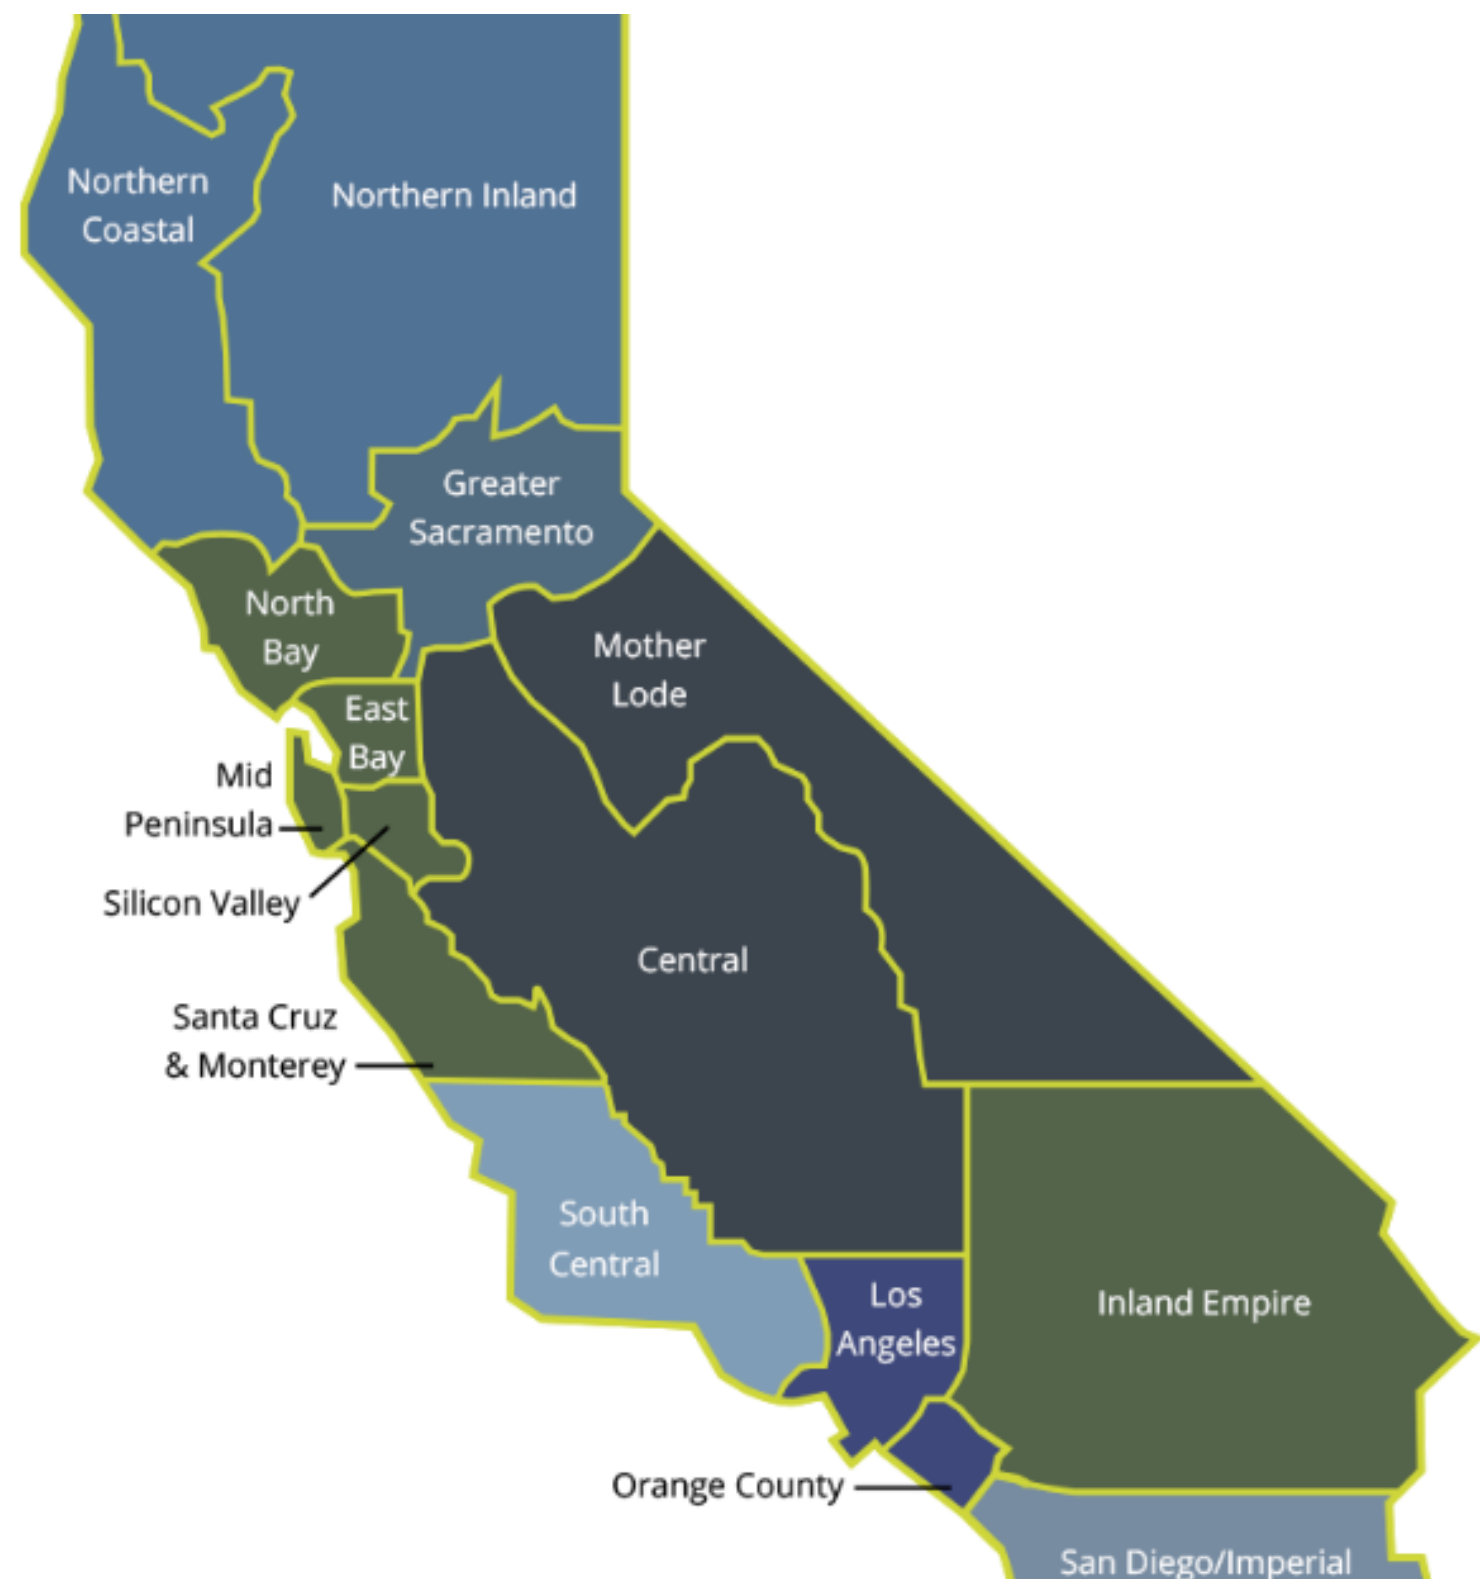 Northern
Coastal
Northern Inland
Greater
Sacramento
North
Bay
Mother
Lode
East
Bay
Mid
Peninsula
Silicon Valley
Central
Santa Cruz
& Monterey
South
Central
Los
Angeles
Inland Empire
Orange County
San Diego/Imperial